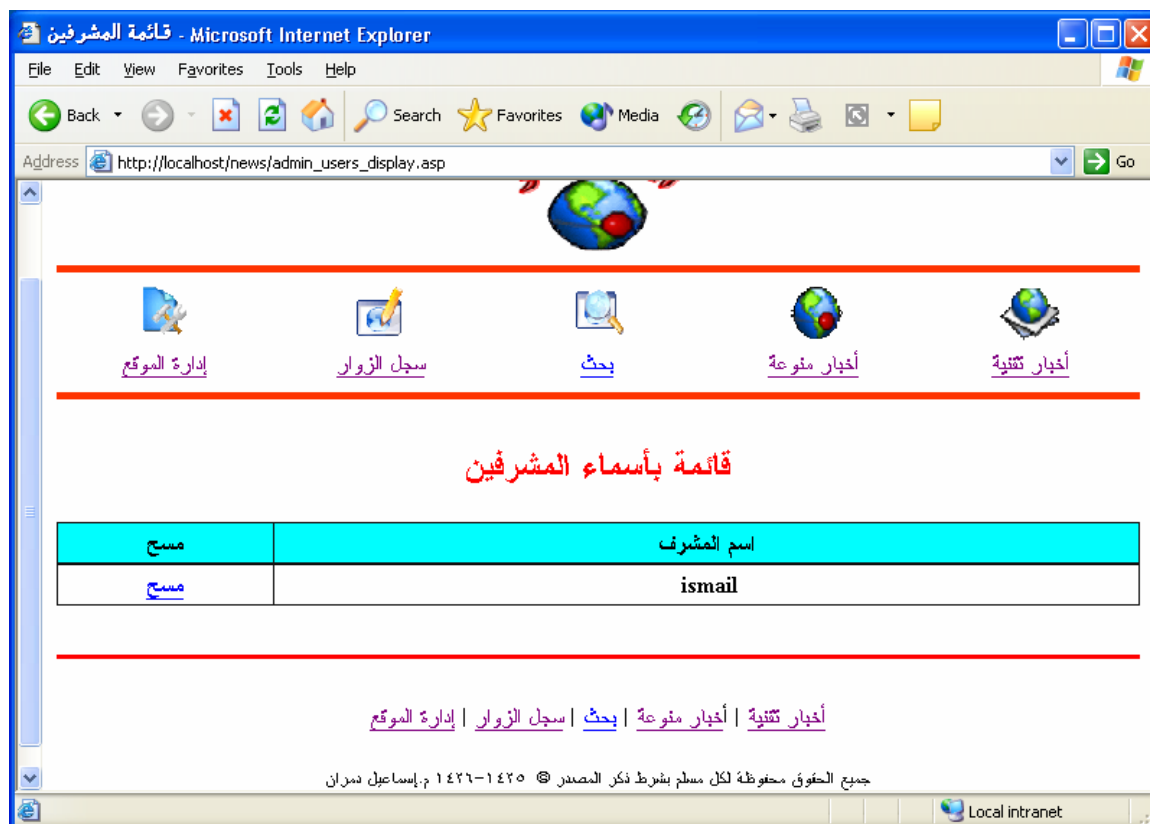 قائمة المشرفين - Microsoft Internet Explorer
File Edit View Favorites Tools Help
Back Search Favorites Media
Address http://localhost/news/admin_users_display.asp Go
أخبار تقنية أخبار منوعة بحث سجل الزوار إدارة الموقع
قائمة بأسماء المشرفين
اسم المشرف مسح
ismail مسح
أخبار تقنية | أخبار منوعة | بحث | سجل الزوار | إدارة الموقع
جميع الحقوق محفوظة لكل مسلم بشرط ذكر المصدر © ١٤٢٥-١٤٢٦ م.إسماعيل نمران
Local intranet